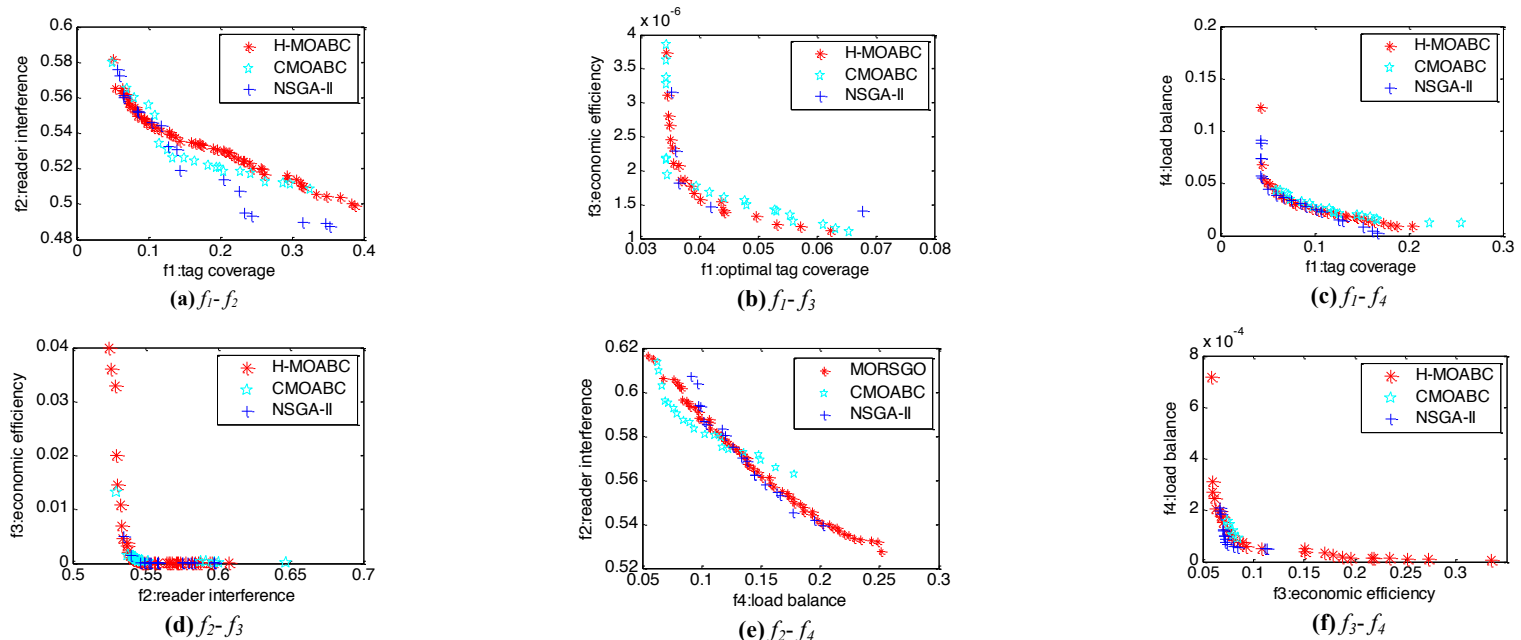 0.6
0.58
0.56
0.54
0.52
0.5
0.48
0
0.1
0.2
0.3
0.4
f2:reader interference
f1:tag coverage
H-MOABC
CMOABC
NSGA-II
(a) f1- f2
x 10-6
4
3.5
3
2.5
2
1.5
1
0.03
0.04
0.05
0.06
0.07
0.08
f3:economic efficiency
f1:optimal tag coverage
H-MOABC
CMOABC
NSGA-II
(b) f1- f3
0.2
0.15
0.1
0.05
0
0
0.1
0.2
0.3
f4:load balance
f1:tag coverage
H-MOABC
CMOABC
NSGA-II
(c) f1- f4
0.04
0.03
0.02
0.01
0
0.5
0.55
0.6
0.65
0.7
f3:economic efficiency
f2:reader interference
H-MOABC
CMOABC
NSGA-II
(d) f2- f3
0.62
0.6
0.58
0.56
0.54
0.52
0.05
0.1
0.15
0.2
0.25
0.3
f2:reader interference
f4:load balance
MORSGO
CMOABC
NSGA-II
(e) f2- f4
x 10-4
8
6
4
2
0
0.05
0.1
0.15
0.2
0.25
0.3
f4:load balance
f3:economic efficiency
H-MOABC
CMOABC
NSGA-II
(f) f3- f4